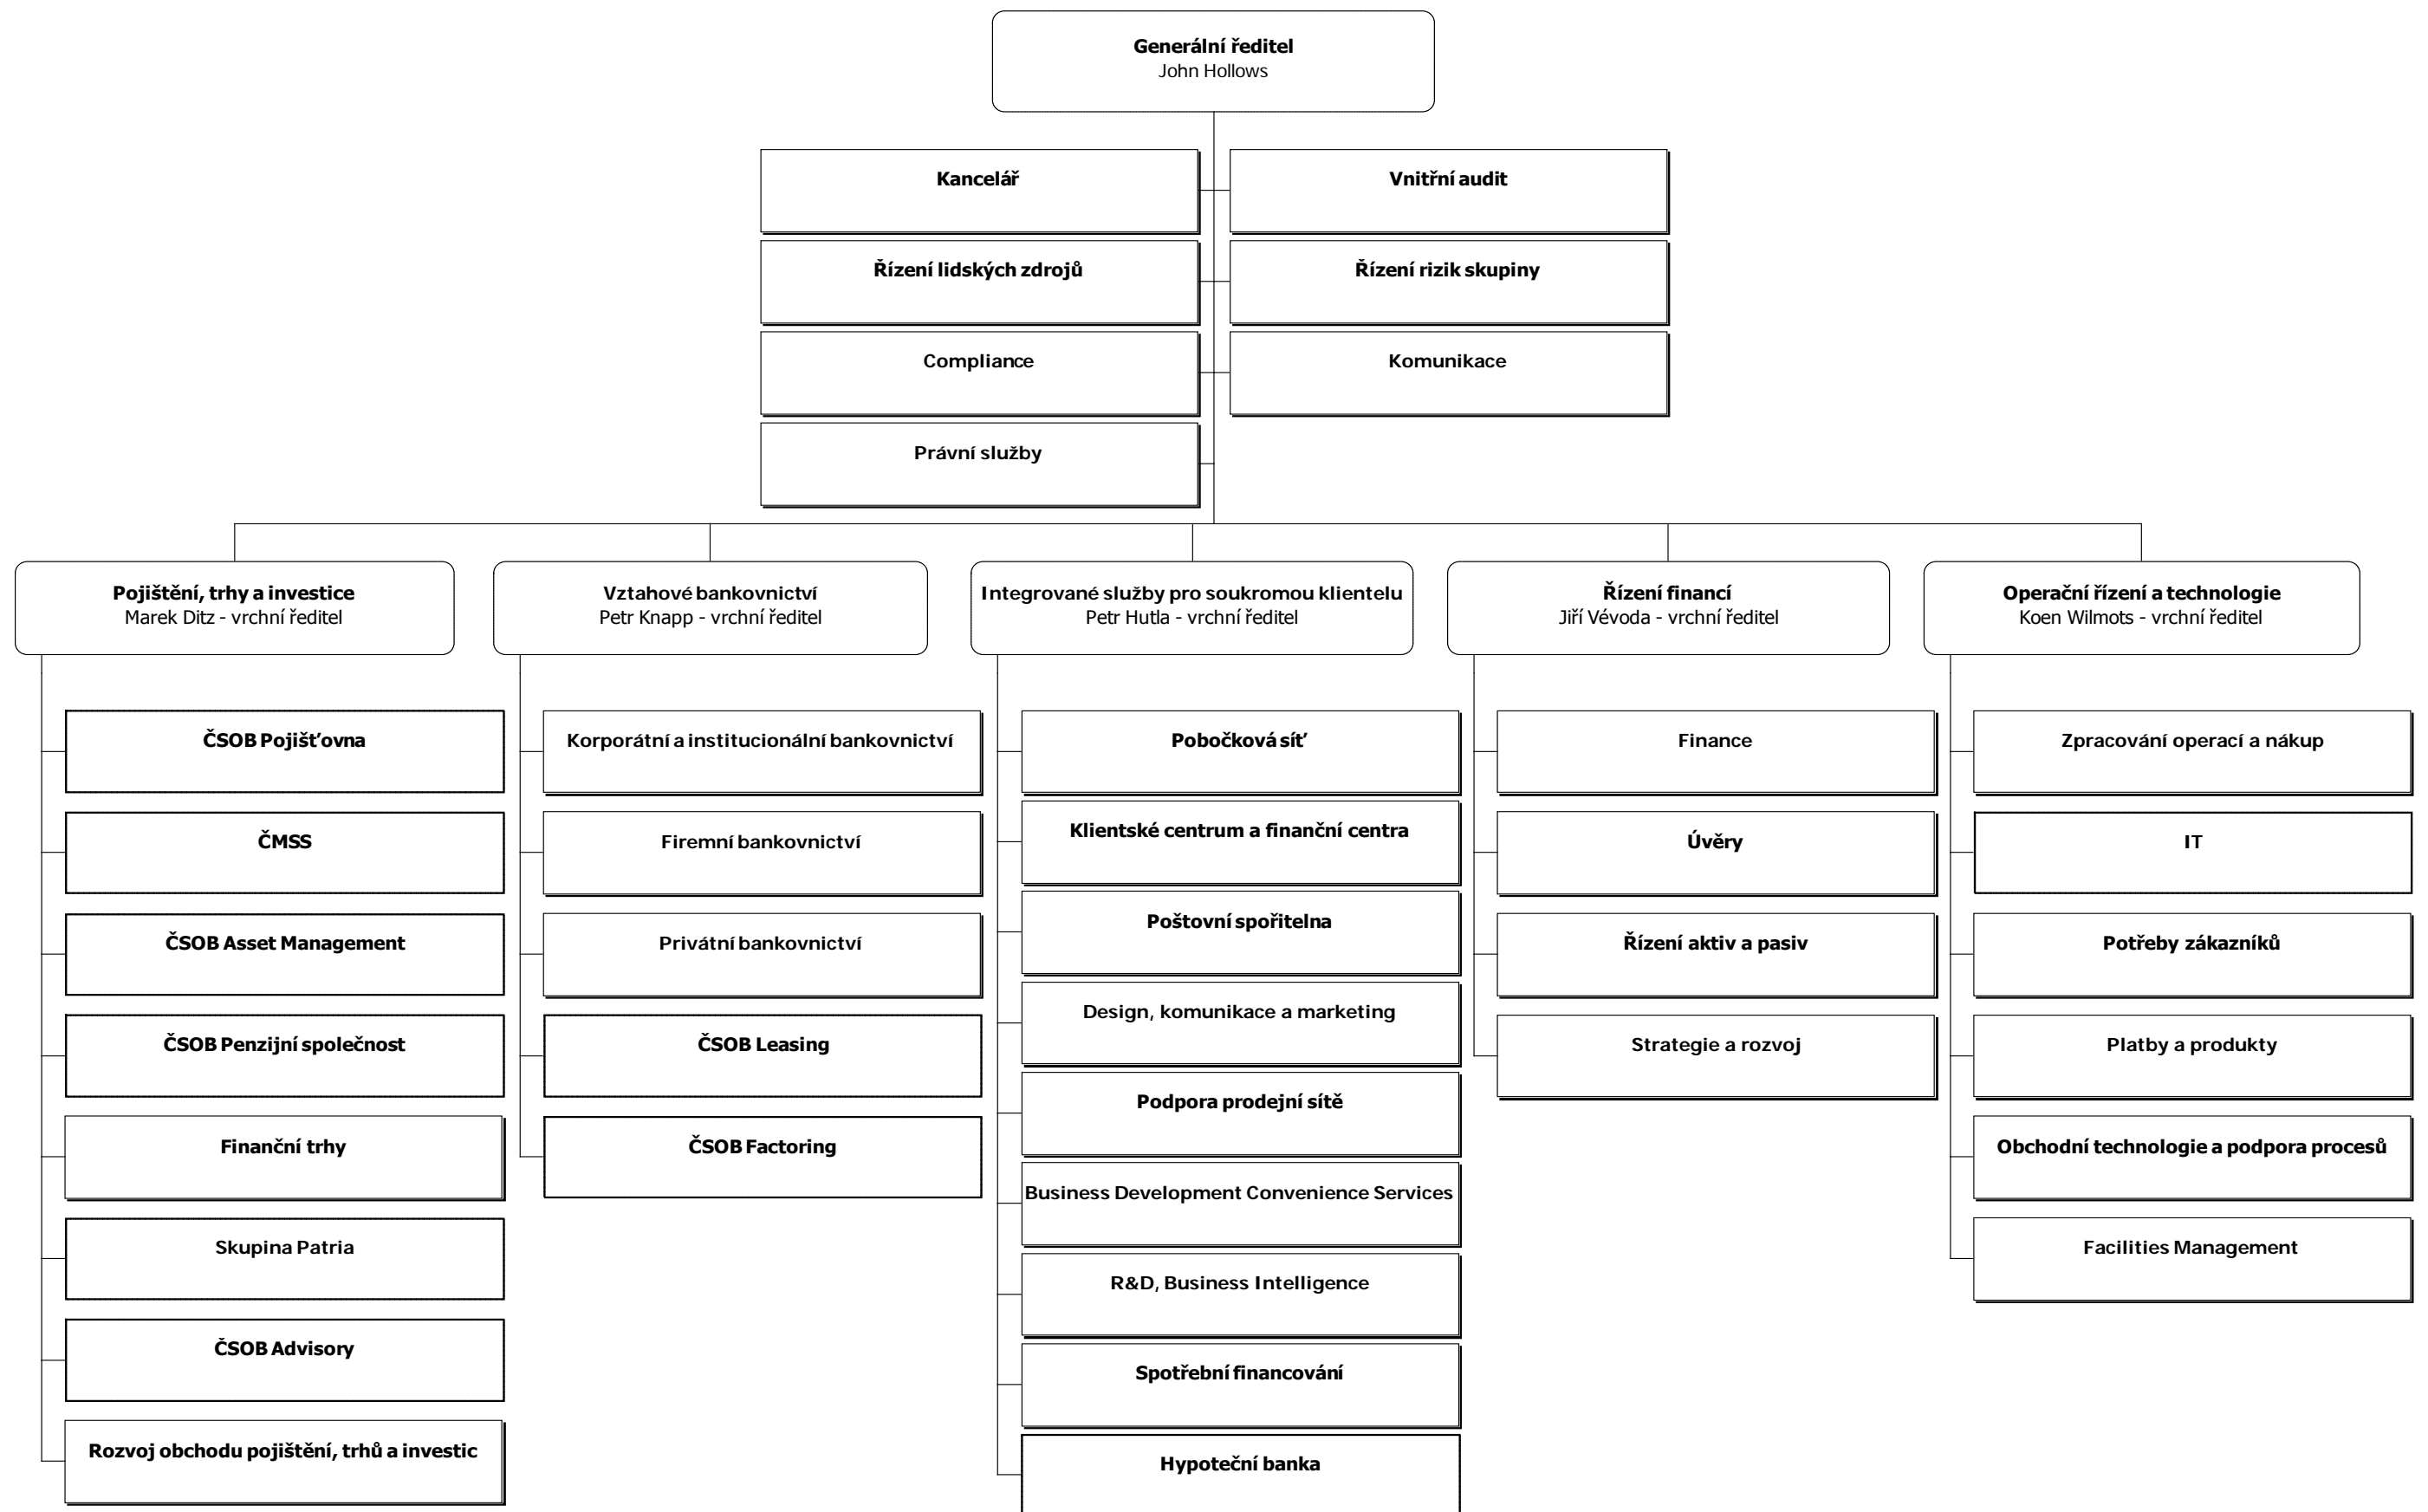 Generální ředitel
John Hollows
Kancelář
Vnitřní audit
Řízení lidských zdrojů
Řízení rizik skupiny
Compliance
Komunikace
Právní služby
Pojištění, trhy a investice
Marek Ditz - vrchní ředitel
Vztahové bankovnictví
Petr Knapp - vrchní ředitel
Integrované služby pro soukromou klientelu
Petr Hutla - vrchní ředitel
Řízení financí
Jiří Vévoda - vrchní ředitel
Operační řízení a technologie
Koen Wilmots - vrchní ředitel
ČSOB Pojišťovna
ČMSS
ČSOB Asset Management
ČSOB Penzijní společnost
Finanční trhy
Skupina Patria
ČSOB Advisory
Rozvoj obchodu pojištění, trhů a investic
Korporátní a institucionální bankovnictví
Firemní bankovnictví
Privátní bankovnictví
ČSOB Leasing
ČSOB Factoring
Pobočková síť
Klientské centrum a finanční centra
Poštovní spořitelna
Design, komunikace a marketing
Podpora prodejní sítě
Business Development Convenience Services
R&D, Business Intelligence
Spotřební financování
Hypoteční banka
Finance
Úvěry
Řízení aktiv a pasiv
Strategie a rozvoj
Zpracování operací a nákup
IT
Potřeby zákazníků
Platby a produkty
Obchodní technologie a podpora procesů
Facilities Management